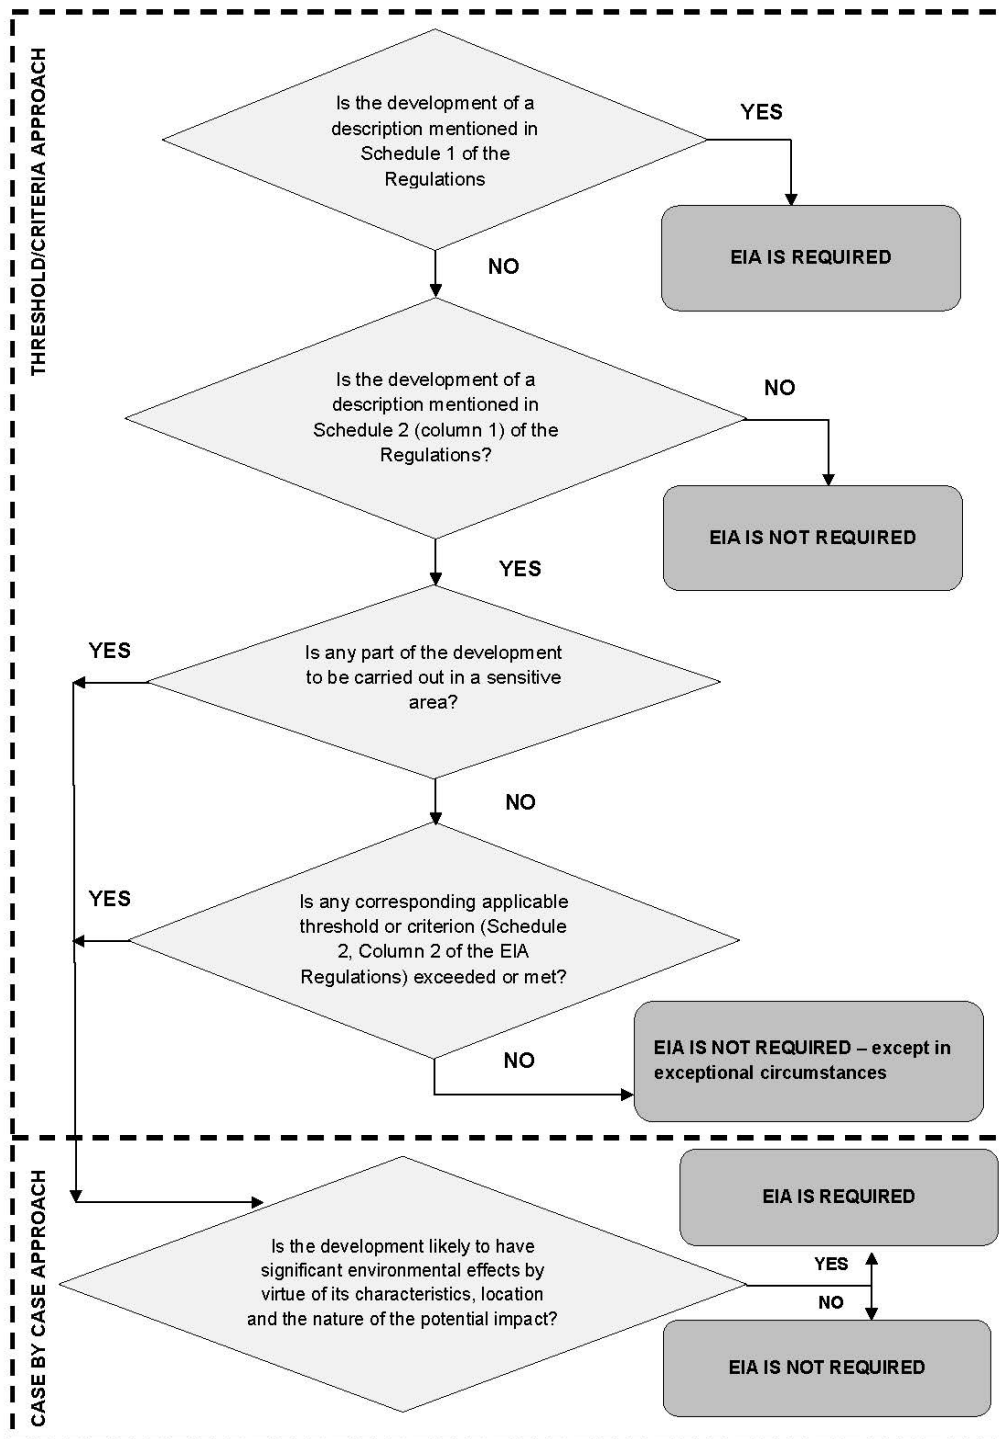 THRESHOLD/CRITERIA APPROACH
Is the development of a
description mentioned in
Schedule 1 of the
Regulations
YES
EIA IS REQUIRED
NO
Is the development of a
description mentioned in
Schedule 2 (column 1) of the
Regulations?
NO
EIA IS NOT REQUIRED
YES
Is any part of the development
to be carried out in a sensitive
area?
YES
NO
Is any corresponding applicable
threshold or criterion (Schedule
2, Column 2 of the EIA
Regulations) exceeded or met?
YES
NO
EIA IS NOT REQUIRED – except in
exceptional circumstances
CASE BY CASE APPROACH
Is the development likely to have
significant environmental effects by
virtue of its characteristics, location
and the nature of the potential impact?
YES
EIA IS REQUIRED
NO
EIA IS NOT REQUIRED